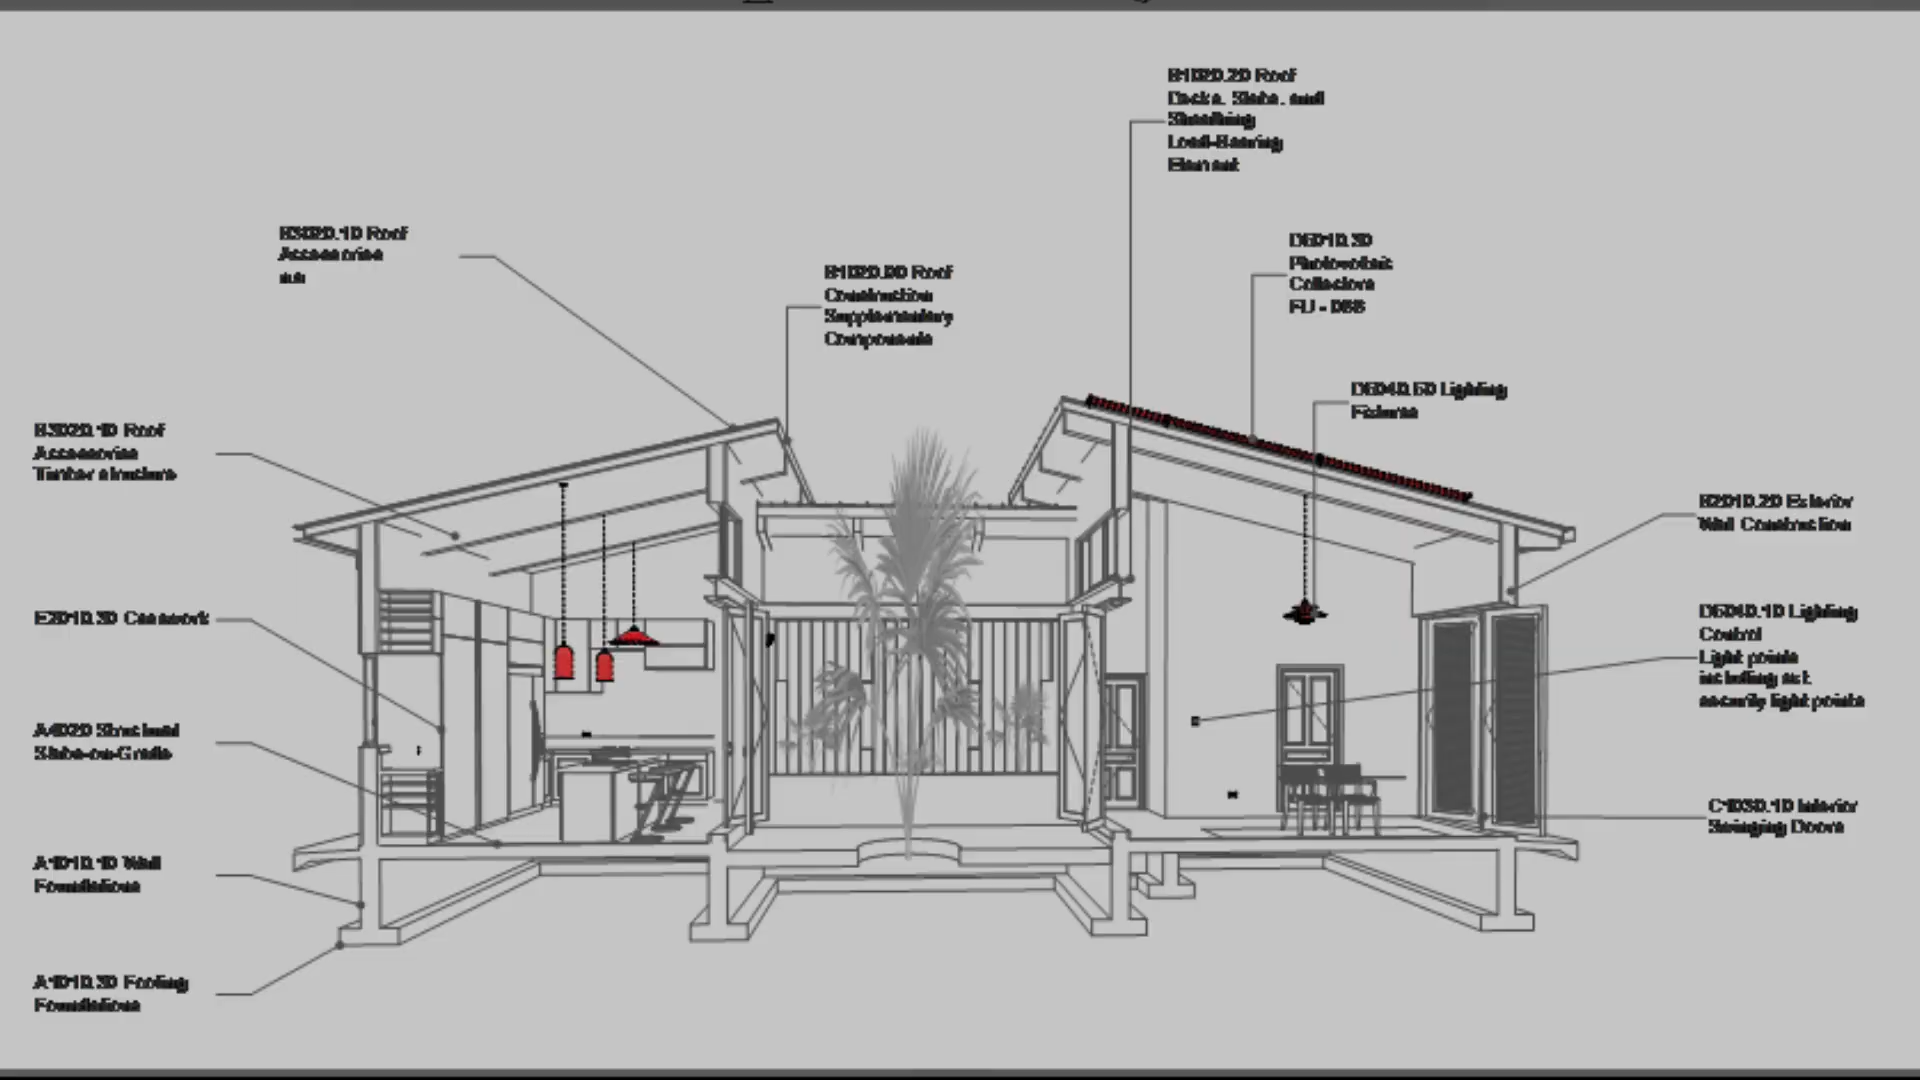 B1020.20 Roof
Decks, Slabs, and
Sheathing
Load-Bearing
Element
B3020.10 Roof
Accessories
B1020.90 Roof
Construction
Supplementary
Components
D5010.30
Photovoltaic
Collectors
D5040.50 Lighting
Fixtures
B3020.10 Roof
Accessories
Timber structure
B2010.20 Exterior
Wall Construction
E2010.30 Casework
D5040.10 Lighting
Control
Light points
including ext.
security light points
A4020 Structural
Slabs-on-Grade
C1030.10 Interior
Swinging Doors
A1010.10 Wall
Foundations
A1010.30 Footing
Foundations